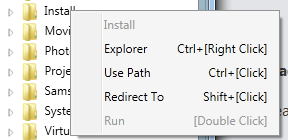 Install
Install
Movi
Explorer Ctrl+[Right Click]
Phot
Use Path Ctrl+[Click]
Proje
Redirect To Shift+[Click]
Sams
Syste
Run [Double Click]
Virtu